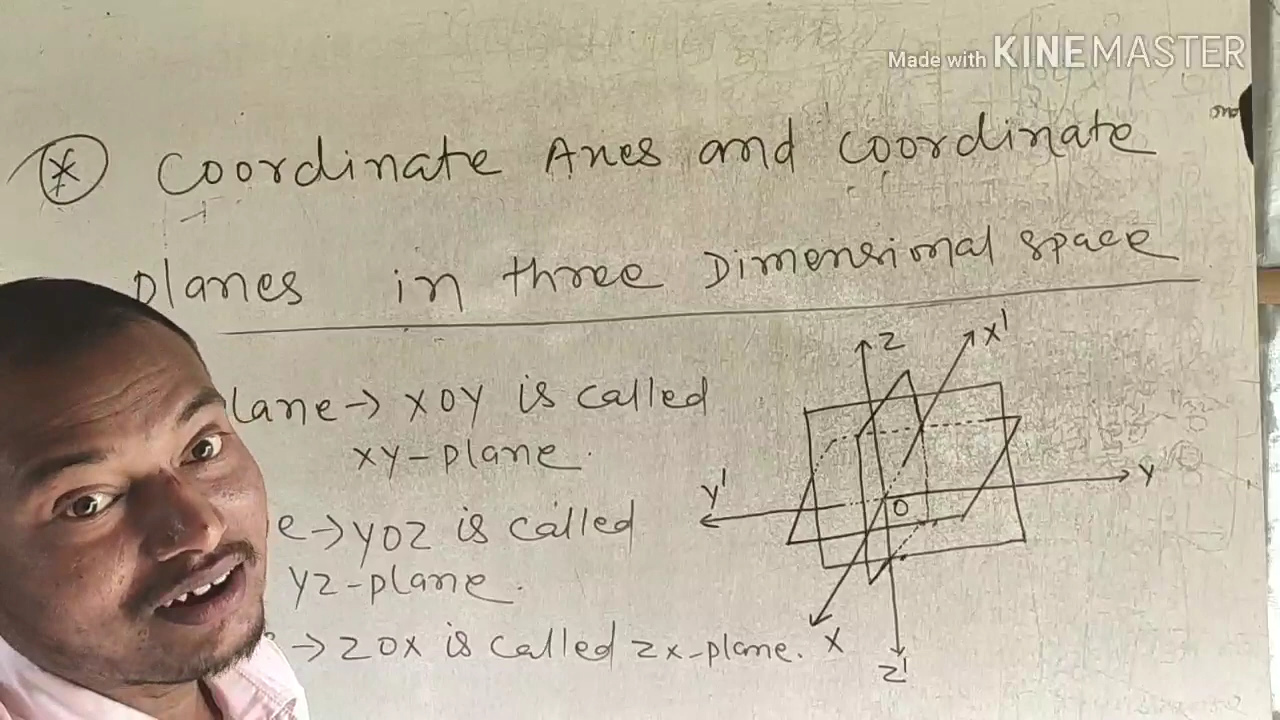 Made with KINEMASTER
* Coordinate Axes and coordinate
planes in three Dimensional space
lane → XOY is called
XY-plane.
e → YOZ is called
YZ-plane.
→ ZOX is called ZX-plane.
Z
X'
Y'
O
Y
X
Z'